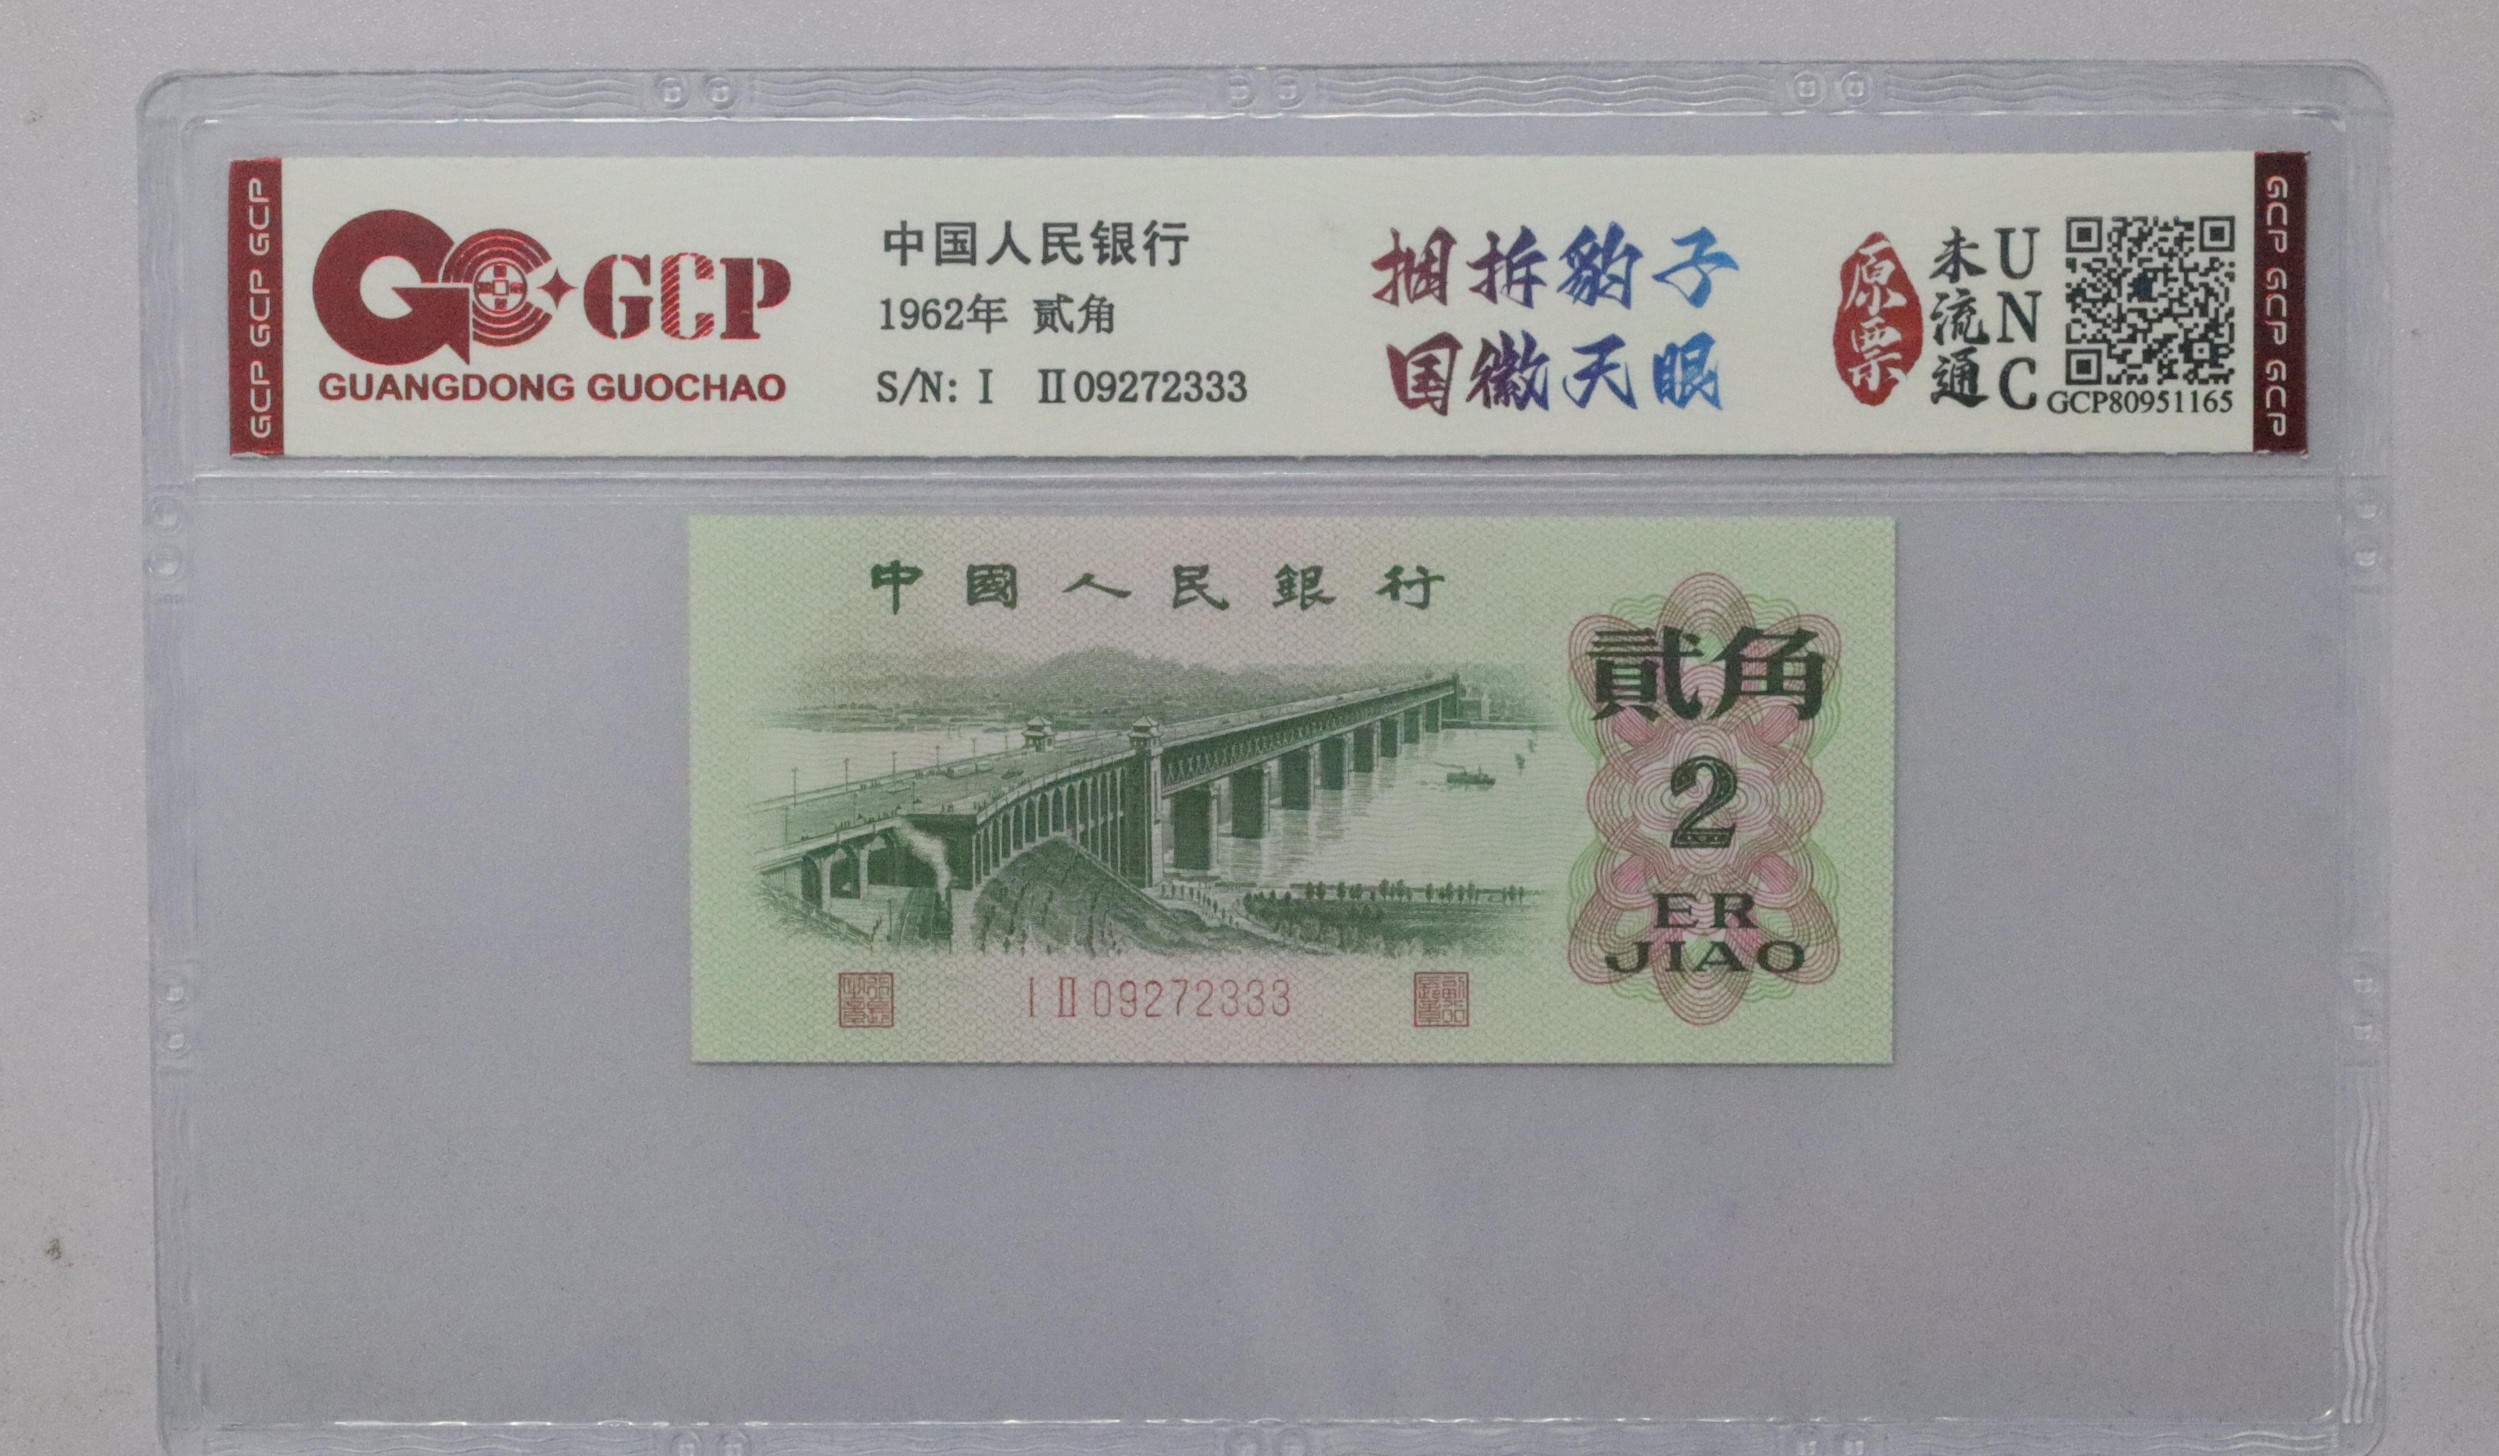 GCP GCP GCP
GCP
GUANGDONG GUOCHAO
中国人民银行
1962年 贰角
S/N: I Ⅱ09272333
捆拆豹子
国徽天眼
原票
未流通
UNC
GCP80951165
GCP GCP GCP
中國人民銀行
貳角
2
ER
JIAO
I Ⅱ 09272333